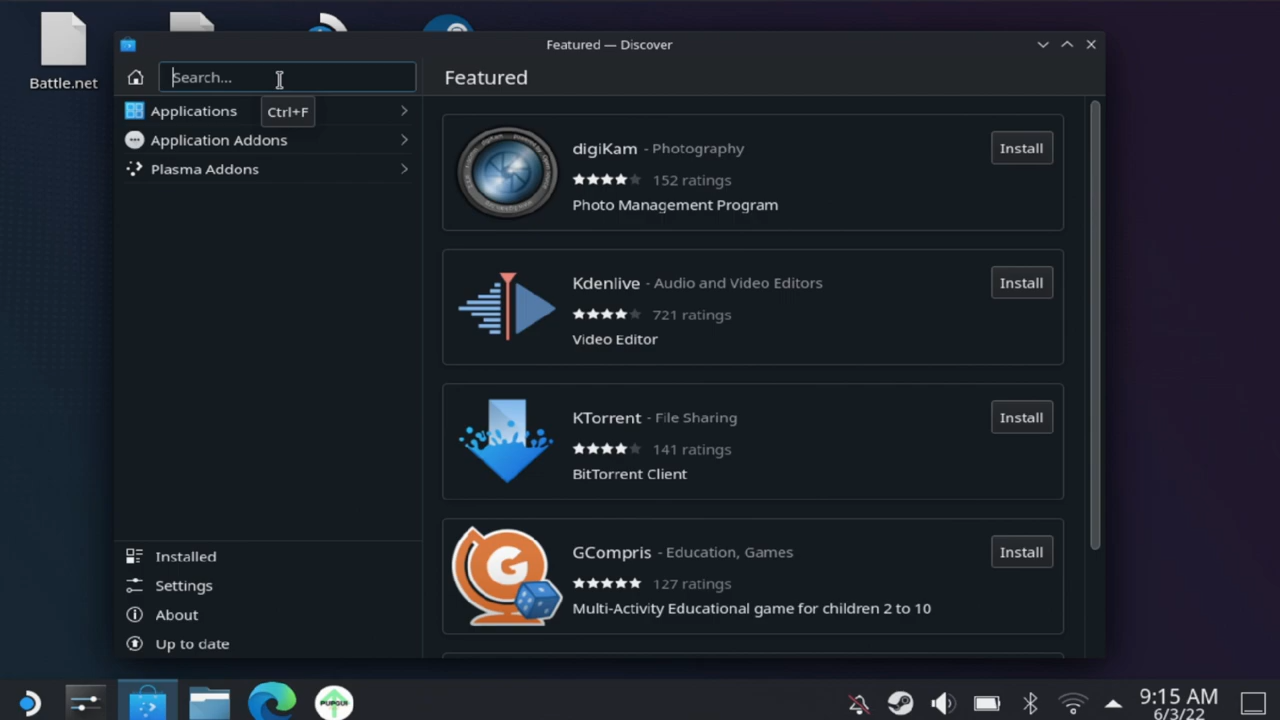 Battle.net
Featured — Discover
Search...
Ctrl+F
Applications
Application Addons
Plasma Addons
Installed
Settings
About
Up to date
Featured
digiKam - Photography
152 ratings
Photo Management Program
Install
Kdenlive - Audio and Video Editors
721 ratings
Video Editor
Install
KTorrent - File Sharing
141 ratings
BitTorrent Client
Install
G
GCompris - Education, Games
127 ratings
Multi-Activity Educational game for children 2 to 10
Install
PUPGUI
9:15 AM
6/3/22